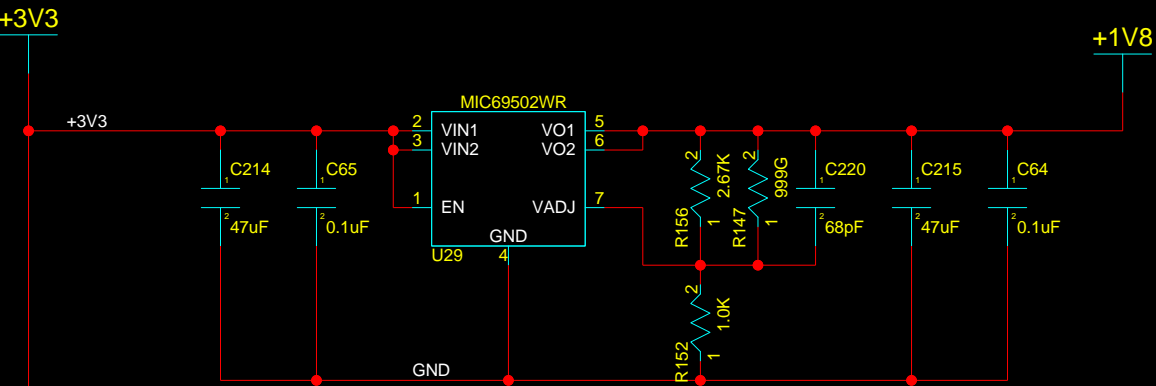 +3V3
+1V8
+3V3
MIC69502WR
2 VIN1 VO1 5
3 VIN2 VO2 6
1 EN VADJ 7
GND
U29 4
1 C214
2 47uF
1 C65
2 0.1uF
2 2.67K
R156 1
2 999G
R147 1
1 C220
2 68pF
1 C215
2 47uF
1 C64
2 0.1uF
2 1.0K
R152 1
GND